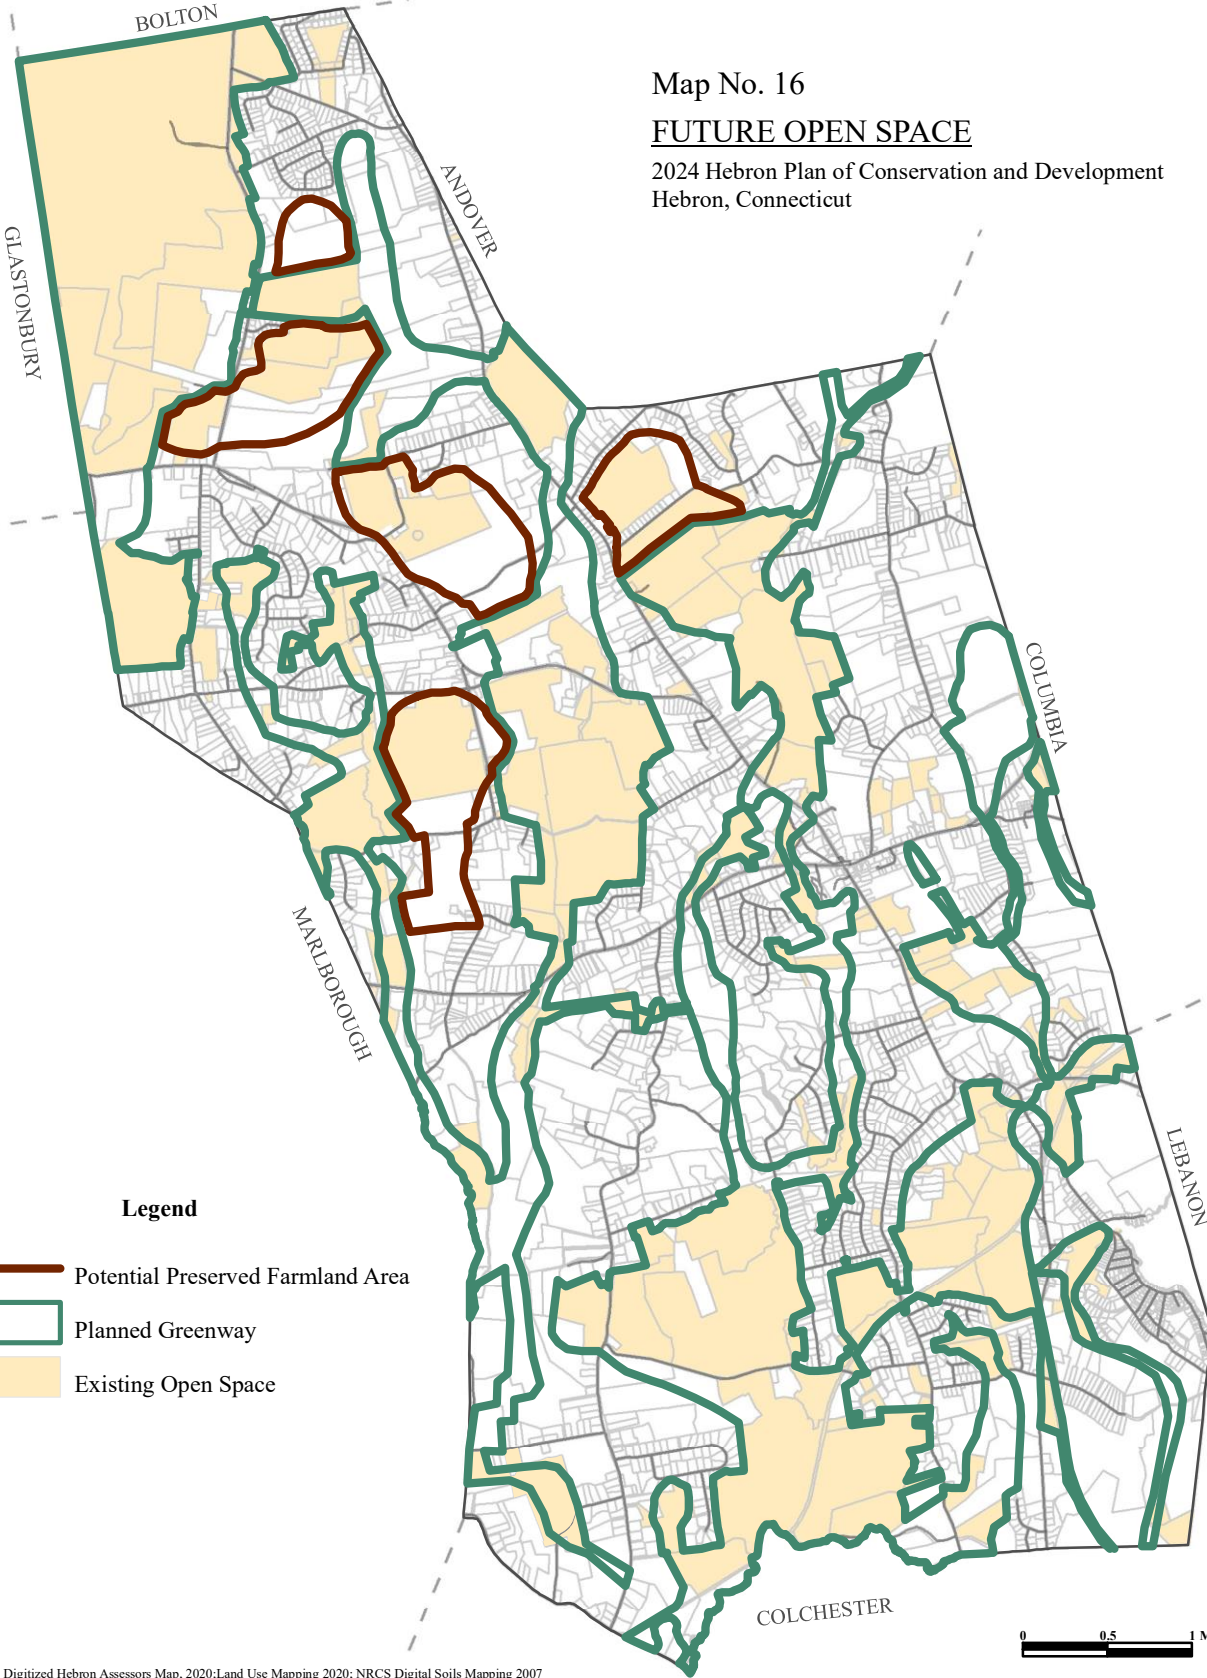 BOLTON
Map No. 16
FUTURE OPEN SPACE
2024 Hebron Plan of Conservation and Development
Hebron, Connecticut
ANDOVER
GLASTONBURY
COLUMBIA
MARLBOROUGH
LEBANON
Legend
Potential Preserved Farmland Area
Planned Greenway
Existing Open Space
COLCHESTER
0 0.5 1 M
Digitized Hebron Assessors Map, 2020;Land Use Mapping 2020; NRCS Digital Soils Mapping 2007